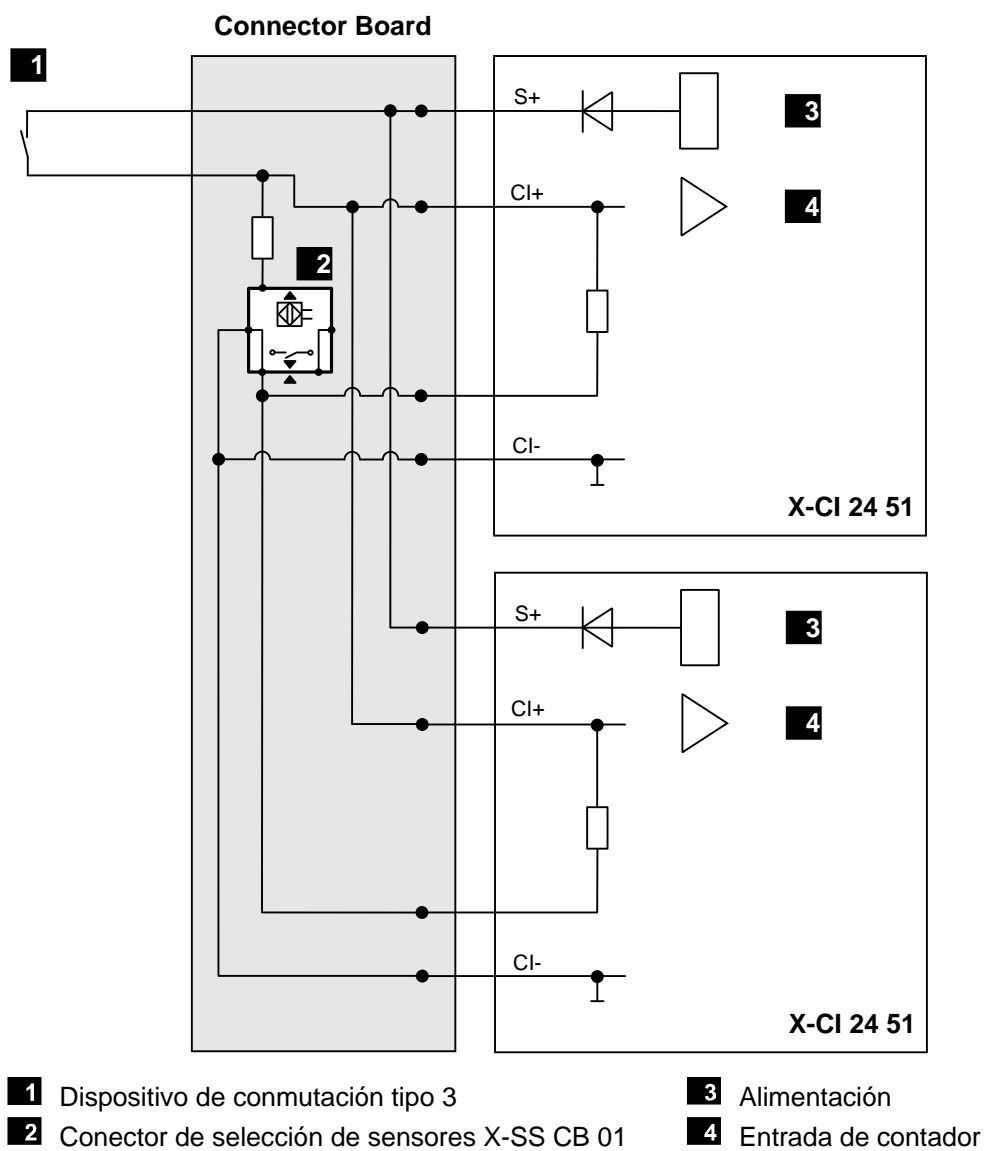 Connector Board
1
S+
3
CI+
4
2
CI-
X-CI 24 51
S+
3
CI+
4
CI-
X-CI 24 51
1 Dispositivo de conmutación tipo 3
3 Alimentación
2 Conector de selección de sensores X-SS CB 01
4 Entrada de contador